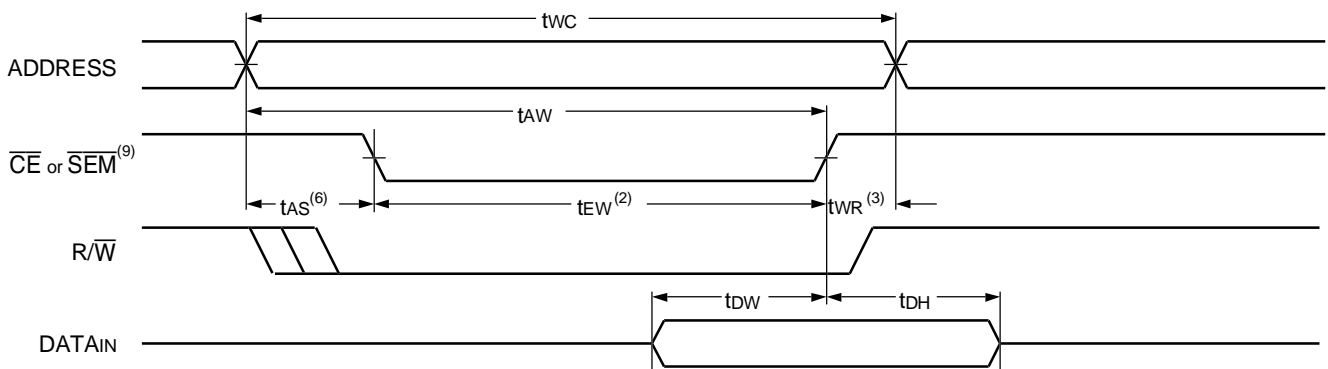 tWC
ADDRESS
tAW
CE or SEM(9)
tAS(6) tEW(2) tWR(3)
R/W
tDW tDH
DATAIN